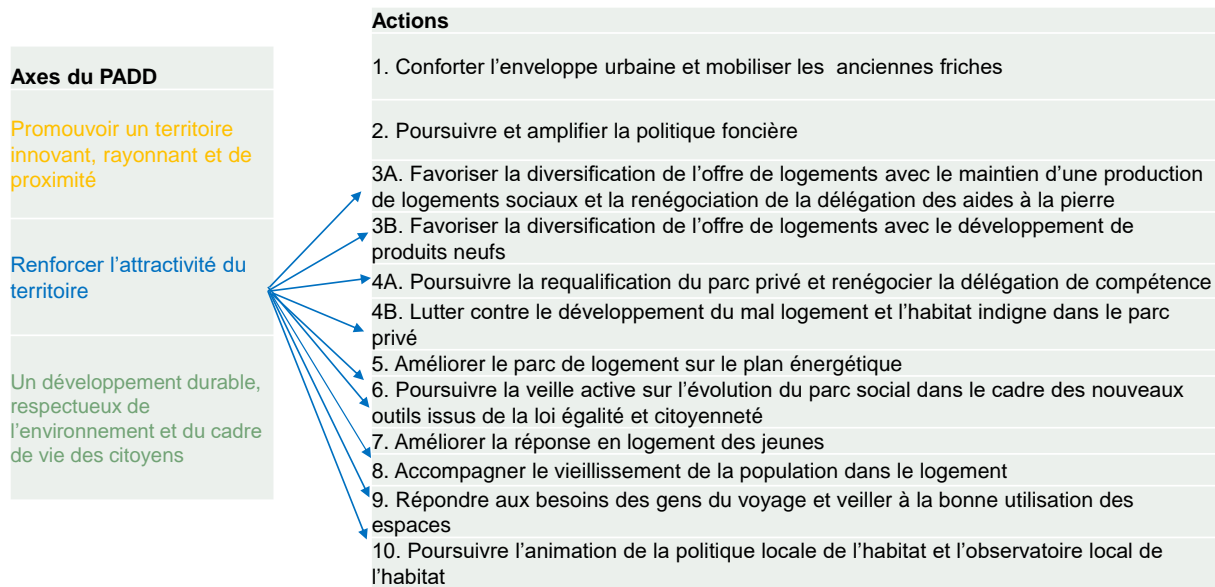 Axes du PADD
Promouvoir un territoire
innovant, rayonnant et de
proximité
Renforcer l’attractivité du
territoire
Un développement durable,
respectueux de
l’environnement et du cadre
de vie des citoyens
Actions
1. Conforter l’enveloppe urbaine et mobiliser les anciennes friches
2. Poursuivre et amplifier la politique foncière
3A. Favoriser la diversification de l’offre de logements avec le maintien d’une production
de logements sociaux et la renégociation de la délégation des aides à la pierre
3B. Favoriser la diversification de l’offre de logements avec le développement de
produits neufs
4A. Poursuivre la requalification du parc privé et renégocier la délégation de compétence
4B. Lutter contre le développement du mal logement et l’habitat indigne dans le parc
privé
5. Améliorer le parc de logement sur le plan énergétique
6. Poursuivre la veille active sur l’évolution du parc social dans le cadre des nouveaux
outils issus de la loi égalité et citoyenneté
7. Améliorer la réponse en logement des jeunes
8. Accompagner le vieillissement de la population dans le logement
9. Répondre aux besoins des gens du voyage et veiller à la bonne utilisation des
espaces
10. Poursuivre l’animation de la politique locale de l’habitat et l’observatoire local de
l’habitat